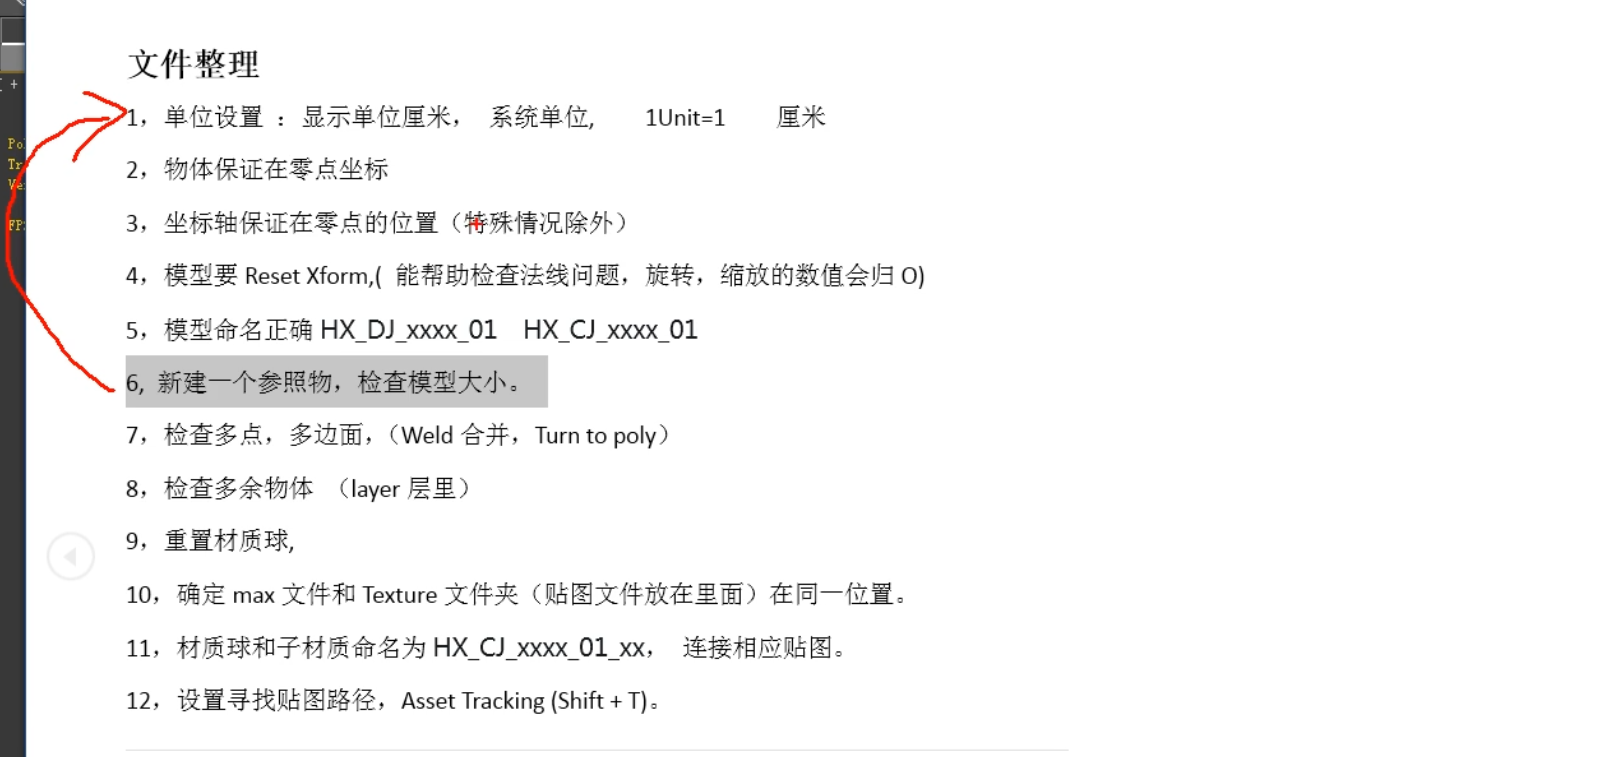 文件整理
1，单位设置 ：显示单位厘米， 系统单位, 1Unit=1 厘米
2，物体保证在零点坐标
3，坐标轴保证在零点的位置（特殊情况除外）
4，模型要 Reset Xform,( 能帮助检查法线问题，旋转，缩放的数值会归 O)
5，模型命名正确 HX_DJ_xxxx_01 HX_CJ_xxxx_01
6, 新建一个参照物，检查模型大小。
7，检查多点，多边面，（Weld 合并，Turn to poly）
8，检查多余物体 （layer 层里）
9，重置材质球,
10，确定 max 文件和 Texture 文件夹（贴图文件放在里面）在同一位置。
11，材质球和子材质命名为 HX_CJ_xxxx_01_xx， 连接相应贴图。
12，设置寻找贴图路径，Asset Tracking (Shift + T)。